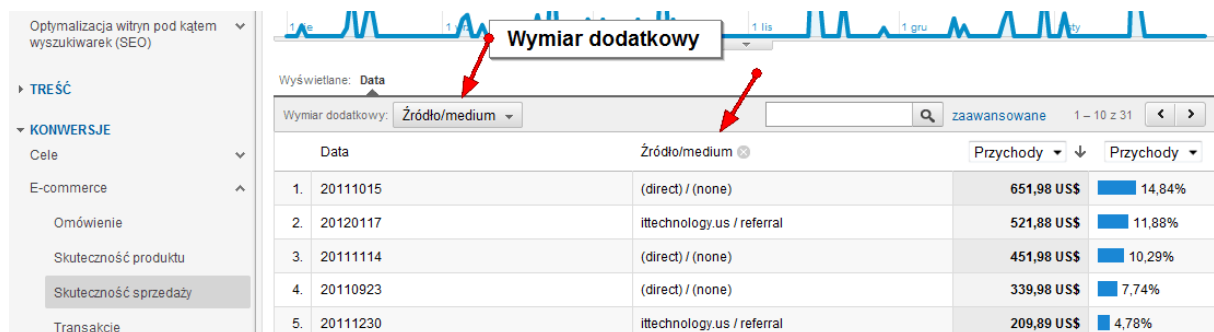 Optymalizacja witryn pod kątem
wyszukiwarek (SEO)
TREŚĆ
KONWERSJE
Cele
E-commerce
Omówienie
Skuteczność produktu
Skuteczność sprzedaży
Transakcje
1 lis
1 gru
Wymiar dodatkowy
Wyświetlane: Data
Wymiar dodatkowy: Źródło/medium
zaawansowane 1 – 10 z 31
Data Źródło/medium Przychody Przychody
1. 20111015 (direct) / (none) 651,98 US$ 14,84%
2. 20120117 ittechnology.us / referral 521,88 US$ 11,88%
3. 20111114 (direct) / (none) 451,98 US$ 10,29%
4. 20110923 (direct) / (none) 339,98 US$ 7,74%
5. 20111230 ittechnology.us / referral 209,89 US$ 4,78%